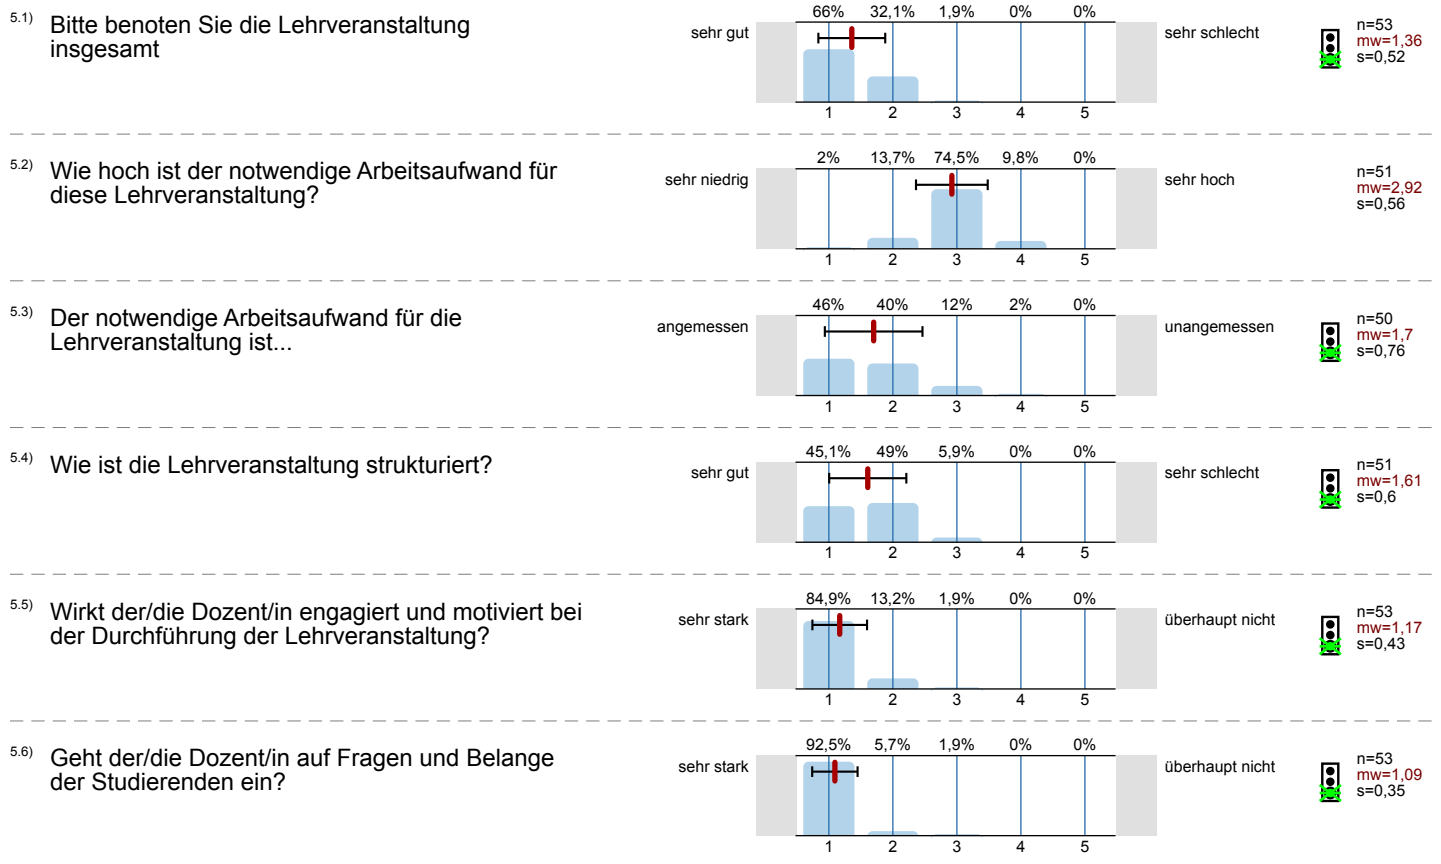 5.1) Bitte benoten Sie die Lehrveranstaltung
insgesamt
sehr gut
66% 32,1% 1,9% 0% 0%
1 2 3 4 5
sehr schlecht
n=53
mw=1,36
s=0,52
5.2) Wie hoch ist der notwendige Arbeitsaufwand für
diese Lehrveranstaltung?
sehr niedrig
2% 13,7% 74,5% 9,8% 0%
1 2 3 4 5
sehr hoch
n=51
mw=2,92
s=0,56
5.3) Der notwendige Arbeitsaufwand für die
Lehrveranstaltung ist...
angemessen
46% 40% 12% 2% 0%
1 2 3 4 5
unangemessen
n=50
mw=1,7
s=0,76
5.4) Wie ist die Lehrveranstaltung strukturiert?
sehr gut
45,1% 49% 5,9% 0% 0%
1 2 3 4 5
sehr schlecht
n=51
mw=1,61
s=0,6
5.5) Wirkt der/die Dozent/in engagiert und motiviert bei
der Durchführung der Lehrveranstaltung?
sehr stark
84,9% 13,2% 1,9% 0% 0%
1 2 3 4 5
überhaupt nicht
n=53
mw=1,17
s=0,43
5.6) Geht der/die Dozent/in auf Fragen und Belange
der Studierenden ein?
sehr stark
92,5% 5,7% 1,9% 0% 0%
1 2 3 4 5
überhaupt nicht
n=53
mw=1,09
s=0,35